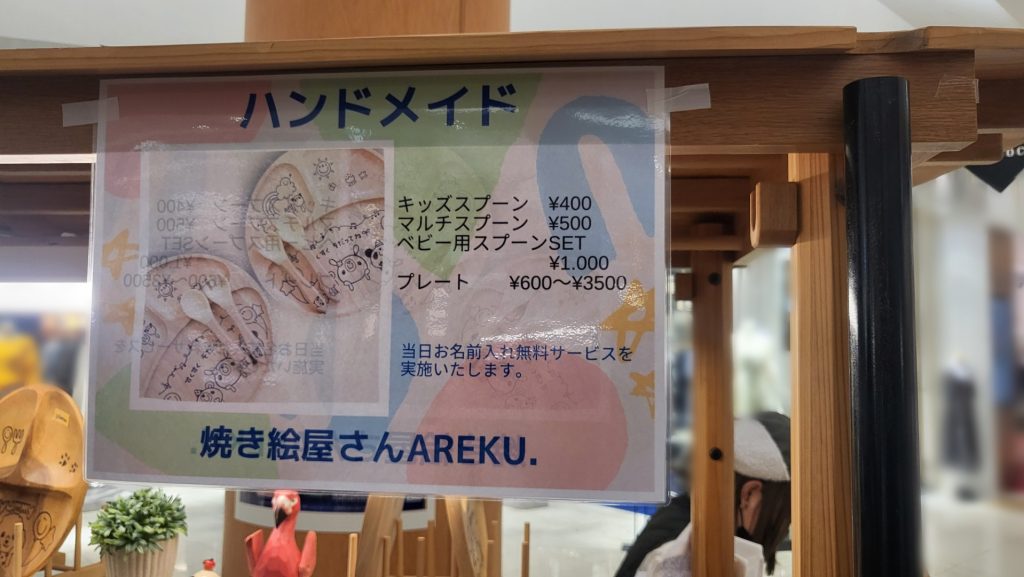 ハンドメイド
キッズスプーン ¥400
マルチスプーン ¥500
ベビー用スプーンSET
¥1.000
プレート ¥600〜¥3500
当日お名前入れ無料サービスを
実施いたします。
焼き絵屋さんAREKU.